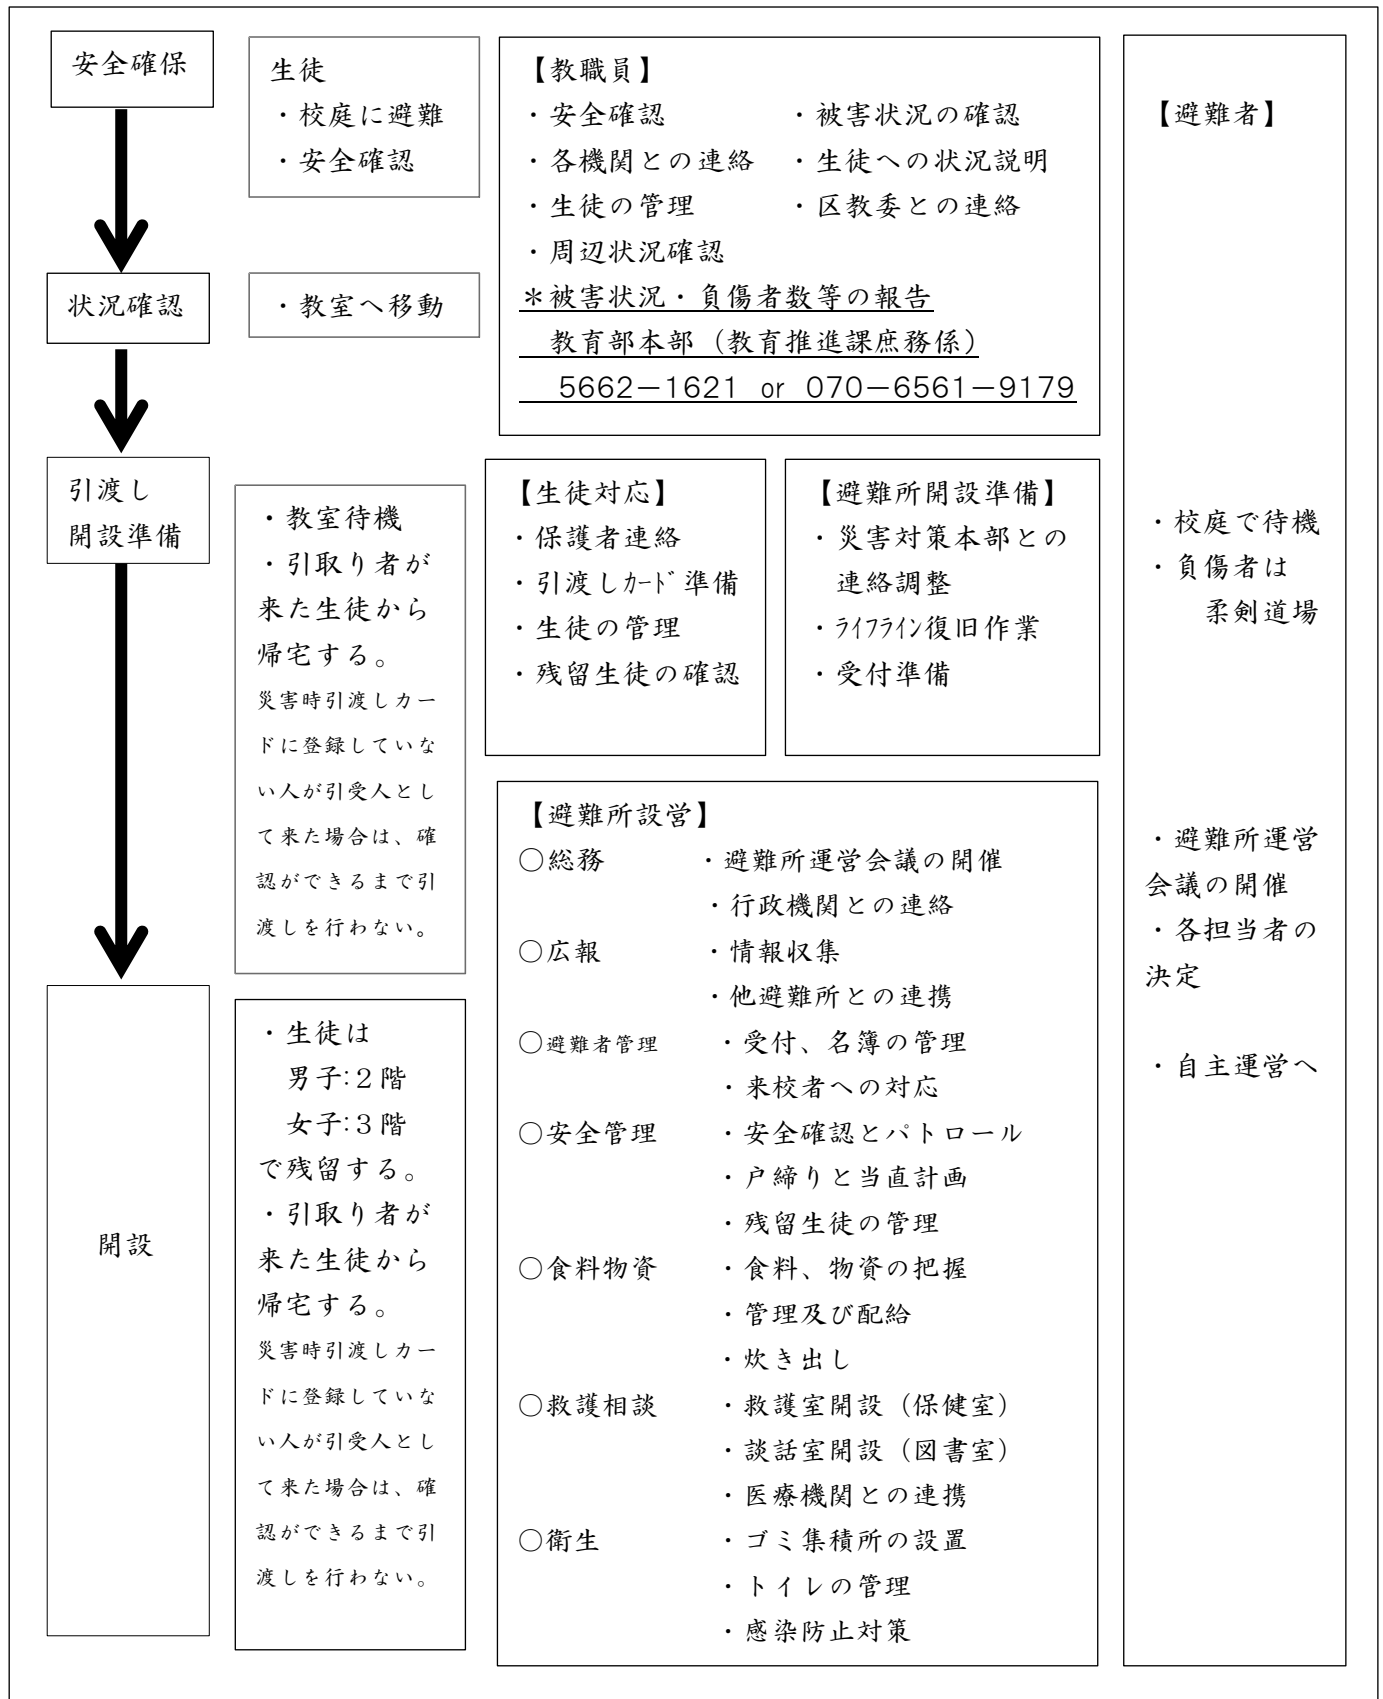 安全確保
生徒
・校庭に避難
・安全確認
【教職員】
・安全確認　　　・被害状況の確認
・各機関との連絡　・生徒への状況説明
・生徒の管理　　　・区教委との連絡
・周辺状況確認
＊被害状況・負傷者数等の報告
教育部本部（教育推進課庶務係）
5662－1621 or 070－6561－9179
【避難者】
状況確認
・教室へ移動
引渡し
開設準備
・教室待機
・引取り者が
来た生徒から
帰宅する。
災害時引渡しカー
ドに登録していな
い人が引受人とし
て来た場合は、確
認ができるまで引
渡しを行わない。
【生徒対応】
・保護者連絡
・引渡しｶｰﾄﾞ準備
・生徒の管理
・残留生徒の確認
【避難所開設準備】
・災害対策本部との
連絡調整
・ﾗｲﾌﾗｲﾝ復旧作業
・受付準備
・校庭で待機
・負傷者は
柔剣道場
【避難所設営】
○総務　　・避難所運営会議の開催
・行政機関との連絡
○広報　　・情報収集
・他避難所との連携
○避難者管理　　・受付、名簿の管理
・来校者への対応
○安全管理　　・安全確認とパトロール
・戸締りと当直計画
・残留生徒の管理
○食料物資　　・食料、物資の把握
・管理及び配給
・炊き出し
○救護相談　　・救護室開設（保健室）
・談話室開設（図書室）
・医療機関との連携
○衛生　　・ゴミ集積所の設置
・トイレの管理
・感染防止対策
・避難所運営
会議の開催
・各担当者の
決定
・自主運営へ
開設
・生徒は
男子:２階
女子:３階
で残留する。
・引取り者が
来た生徒から
帰宅する。
災害時引渡しカー
ドに登録していな
い人が引受人とし
て来た場合は、確
認ができるまで引
渡しを行わない。